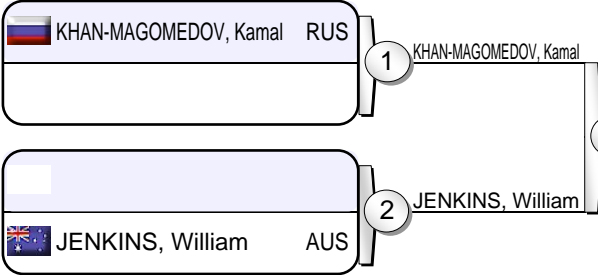 KHAN-MAGOMEDOV, Kamal RUS
1
KHAN-MAGOMEDOV, Kamal
2
JENKINS, William
JENKINS, William AUS